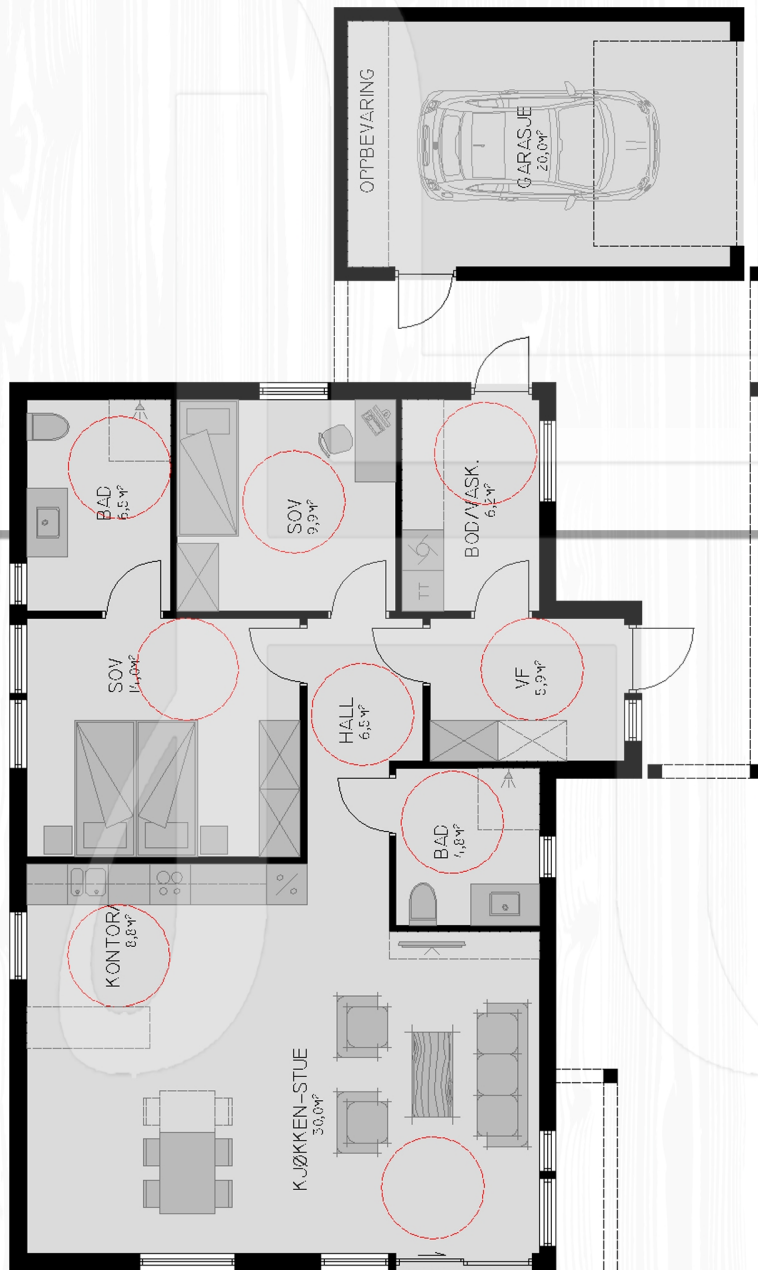 OPPBEVARING
GARASJE
20,0M²
BAD
6,5M²
SOV
9,9M²
BOD/VASK.
6,2M²
TT
SOV
14,0M²
HALL
6,5M²
VF
5,9M²
BAD
4,8M²
KONTOR/
8,8M²
KJØKKEN-STUE
30,0M²